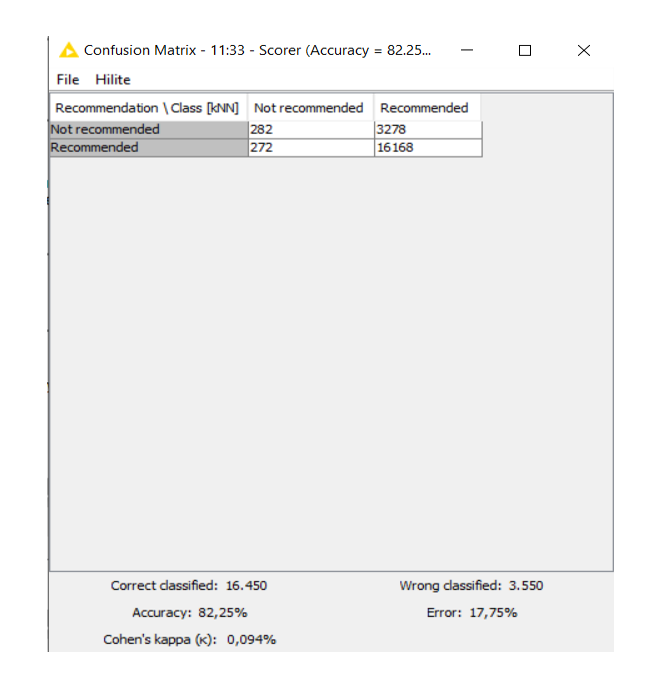 Confusion Matrix - 11:33 - Scorer (Accuracy = 82.25...
File Hilite
Recommendation \ Class [kNN] Not recommended Recommended
Not recommended 282 3278
Recommended 272 16168
Correct classified: 16.450 Wrong classified: 3.550
Accuracy: 82,25% Error: 17,75%
Cohen's kappa (κ): 0,094%